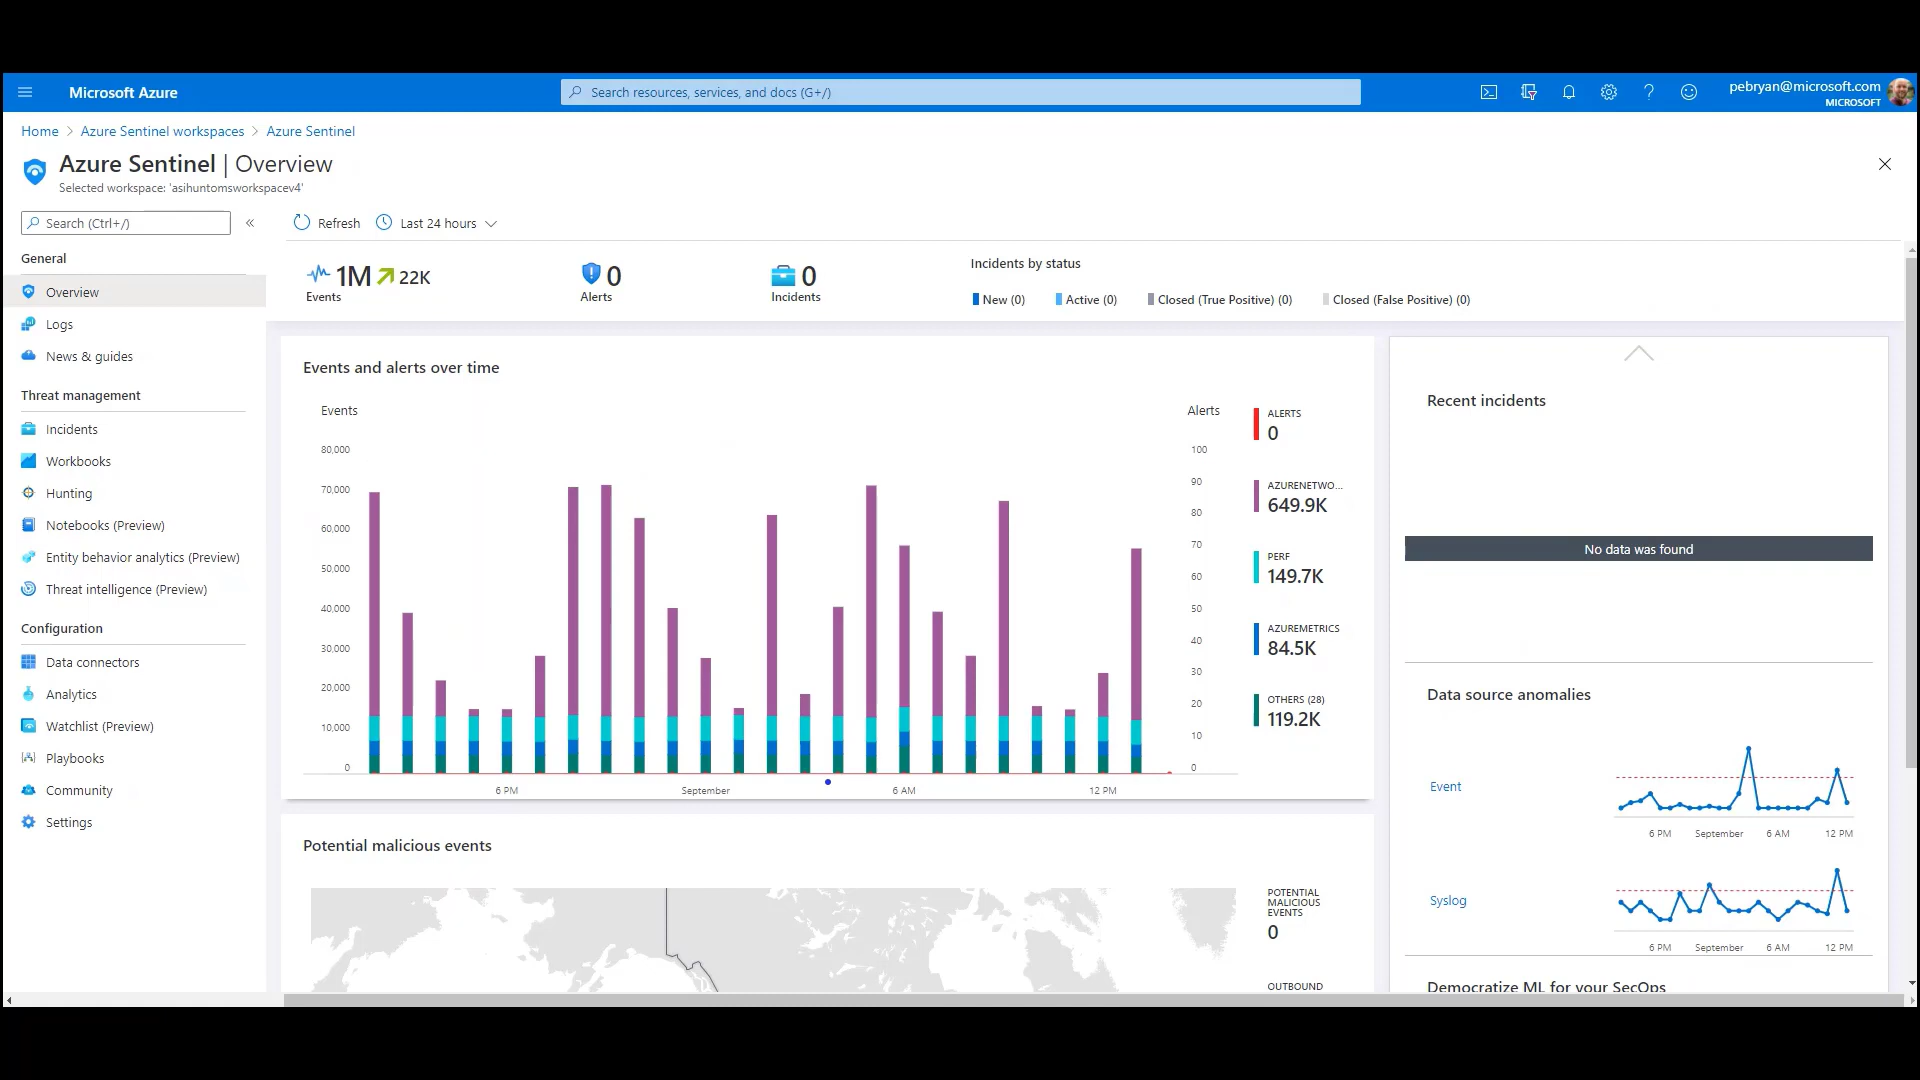 Microsoft Azure
Search resources, services, and docs (G+/)
pebryan@microsoft.com
MICROSOFT
Home > Azure Sentinel workspaces > Azure Sentinel
Azure Sentinel | Overview
Selected workspace: 'asihuntomsworkspacev4'
Search (Ctrl+/)
«
Refresh
Last 24 hours
General
Overview
Logs
News & guides
Threat management
Incidents
Workbooks
Hunting
Notebooks (Preview)
Entity behavior analytics (Preview)
Threat intelligence (Preview)
Configuration
Data connectors
Analytics
Watchlist (Preview)
Playbooks
Community
Settings
1M 22K
Events
0
Alerts
0
Incidents
Incidents by status
New (0) Active (0) Closed (True Positive) (0) Closed (False Positive) (0)
Events and alerts over time
Events
80,000
70,000
60,000
50,000
40,000
30,000
20,000
10,000
0
6 PM September 6 AM 12 PM
Alerts
100
90
80
70
60
50
40
30
20
10
0
ALERTS
0
AZURENETWO...
649.9K
PERF
149.7K
AZUREMETRICS
84.5K
OTHERS (28)
119.2K
Potential malicious events
POTENTIAL
MALICIOUS
EVENTS
0
OUTBOUND
Recent incidents
No data was found
Data source anomalies
Event
6 PM September 6 AM 12 PM
Syslog
6 PM September 6 AM 12 PM
Democratize ML for your SecOps